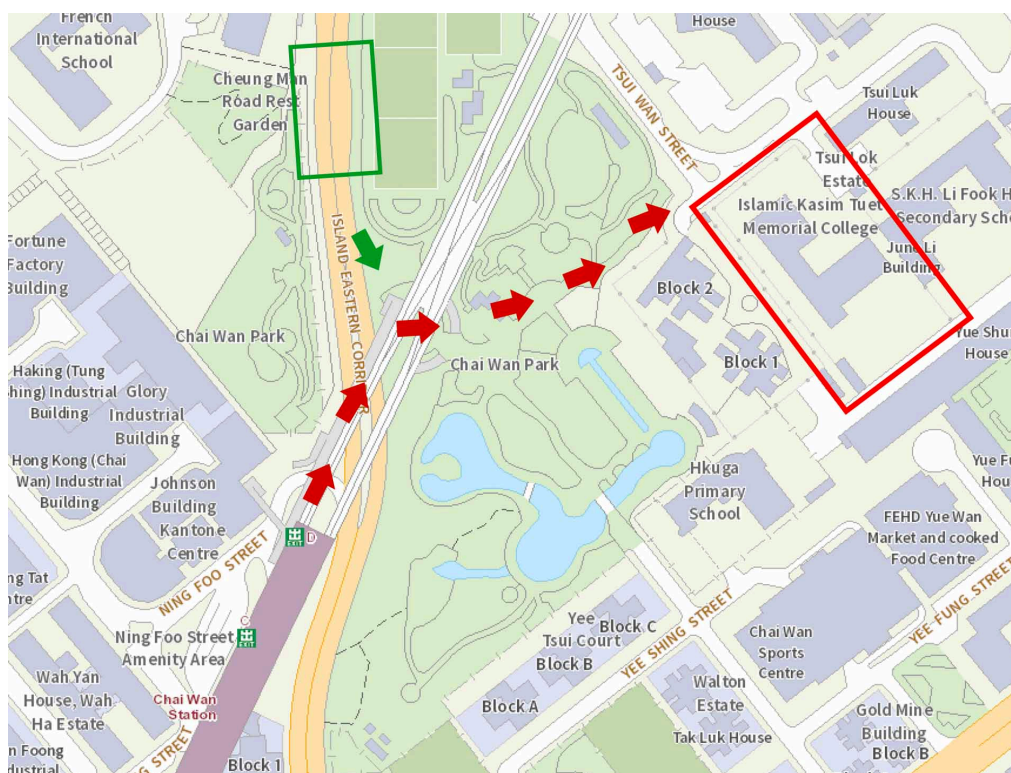 French
International
School
House
Cheung Man
Road Rest
Garden
TSUI WAN STREET
Tsui Luk
House
Tsui Lok
Estate
Islamic Kasim Tuet
Memorial College
S.K.H. Li Fook H
Secondary Scho
June Li
Building
Fortune
Factory
Building
ISLAND EASTERN CORRI
R
Block 2
Chai Wan Park
Chai Wan Park
Block 1
Yue Shu
House
Haking (Tung
hing) Industrial
Building
Glory
Industrial
Building
Hong Kong (Chai
Wan) Industrial
Building
Johnson
Building
Kantone
Centre
Hkuga
Primary
School
Yue F
Hou
FEHD Yue Wan
Market and cooked
Food Centre
EXIT
D
NING FOO STREET
ng Tat
ntre
C
EXIT
Ning Foo Street
Amenity Area
Yee
Tsui Court
Block C
Block B
YEE SHING STREET
YEE FUNG STREET
Chai Wan
Sports
Centre
Wah Yan
House, Wah
Ha Estate
Chai Wan
Station
Block A
Walton
Estate
Tak Luk House
Gold Mine
Building
Block B
n Foong
dustrial
G STREET
Block 1